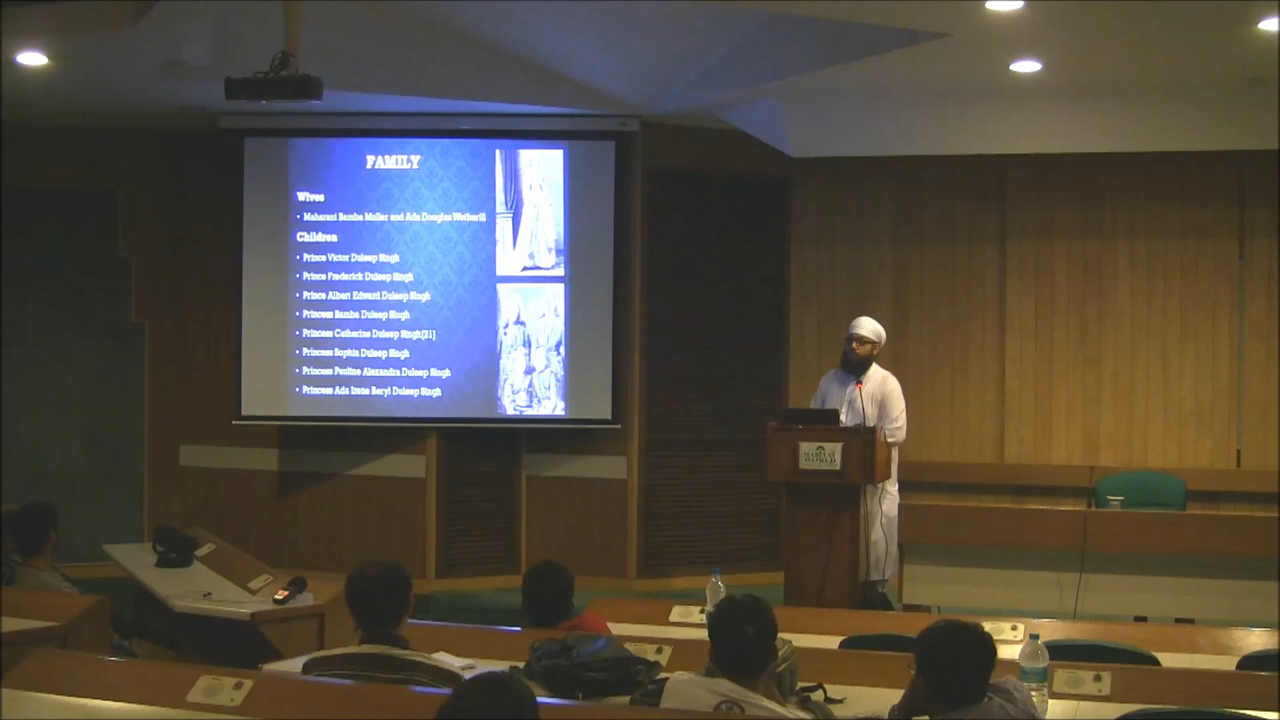 FAMILY
Wives
• Maharani Bamba Muller and Ada Douglas Wetherill
Children
• Prince Victor Duleep Singh
• Prince Frederick Duleep Singh
• Prince Albert Edward Duleep Singh
• Princess Bamba Duleep Singh
• Princess Catherine Duleep Singh[21]
• Princess Sophia Duleep Singh
• Princess Pauline Alexandra Duleep Singh
• Princess Ada Irene Beryl Duleep Singh
HABITAT
WORLD